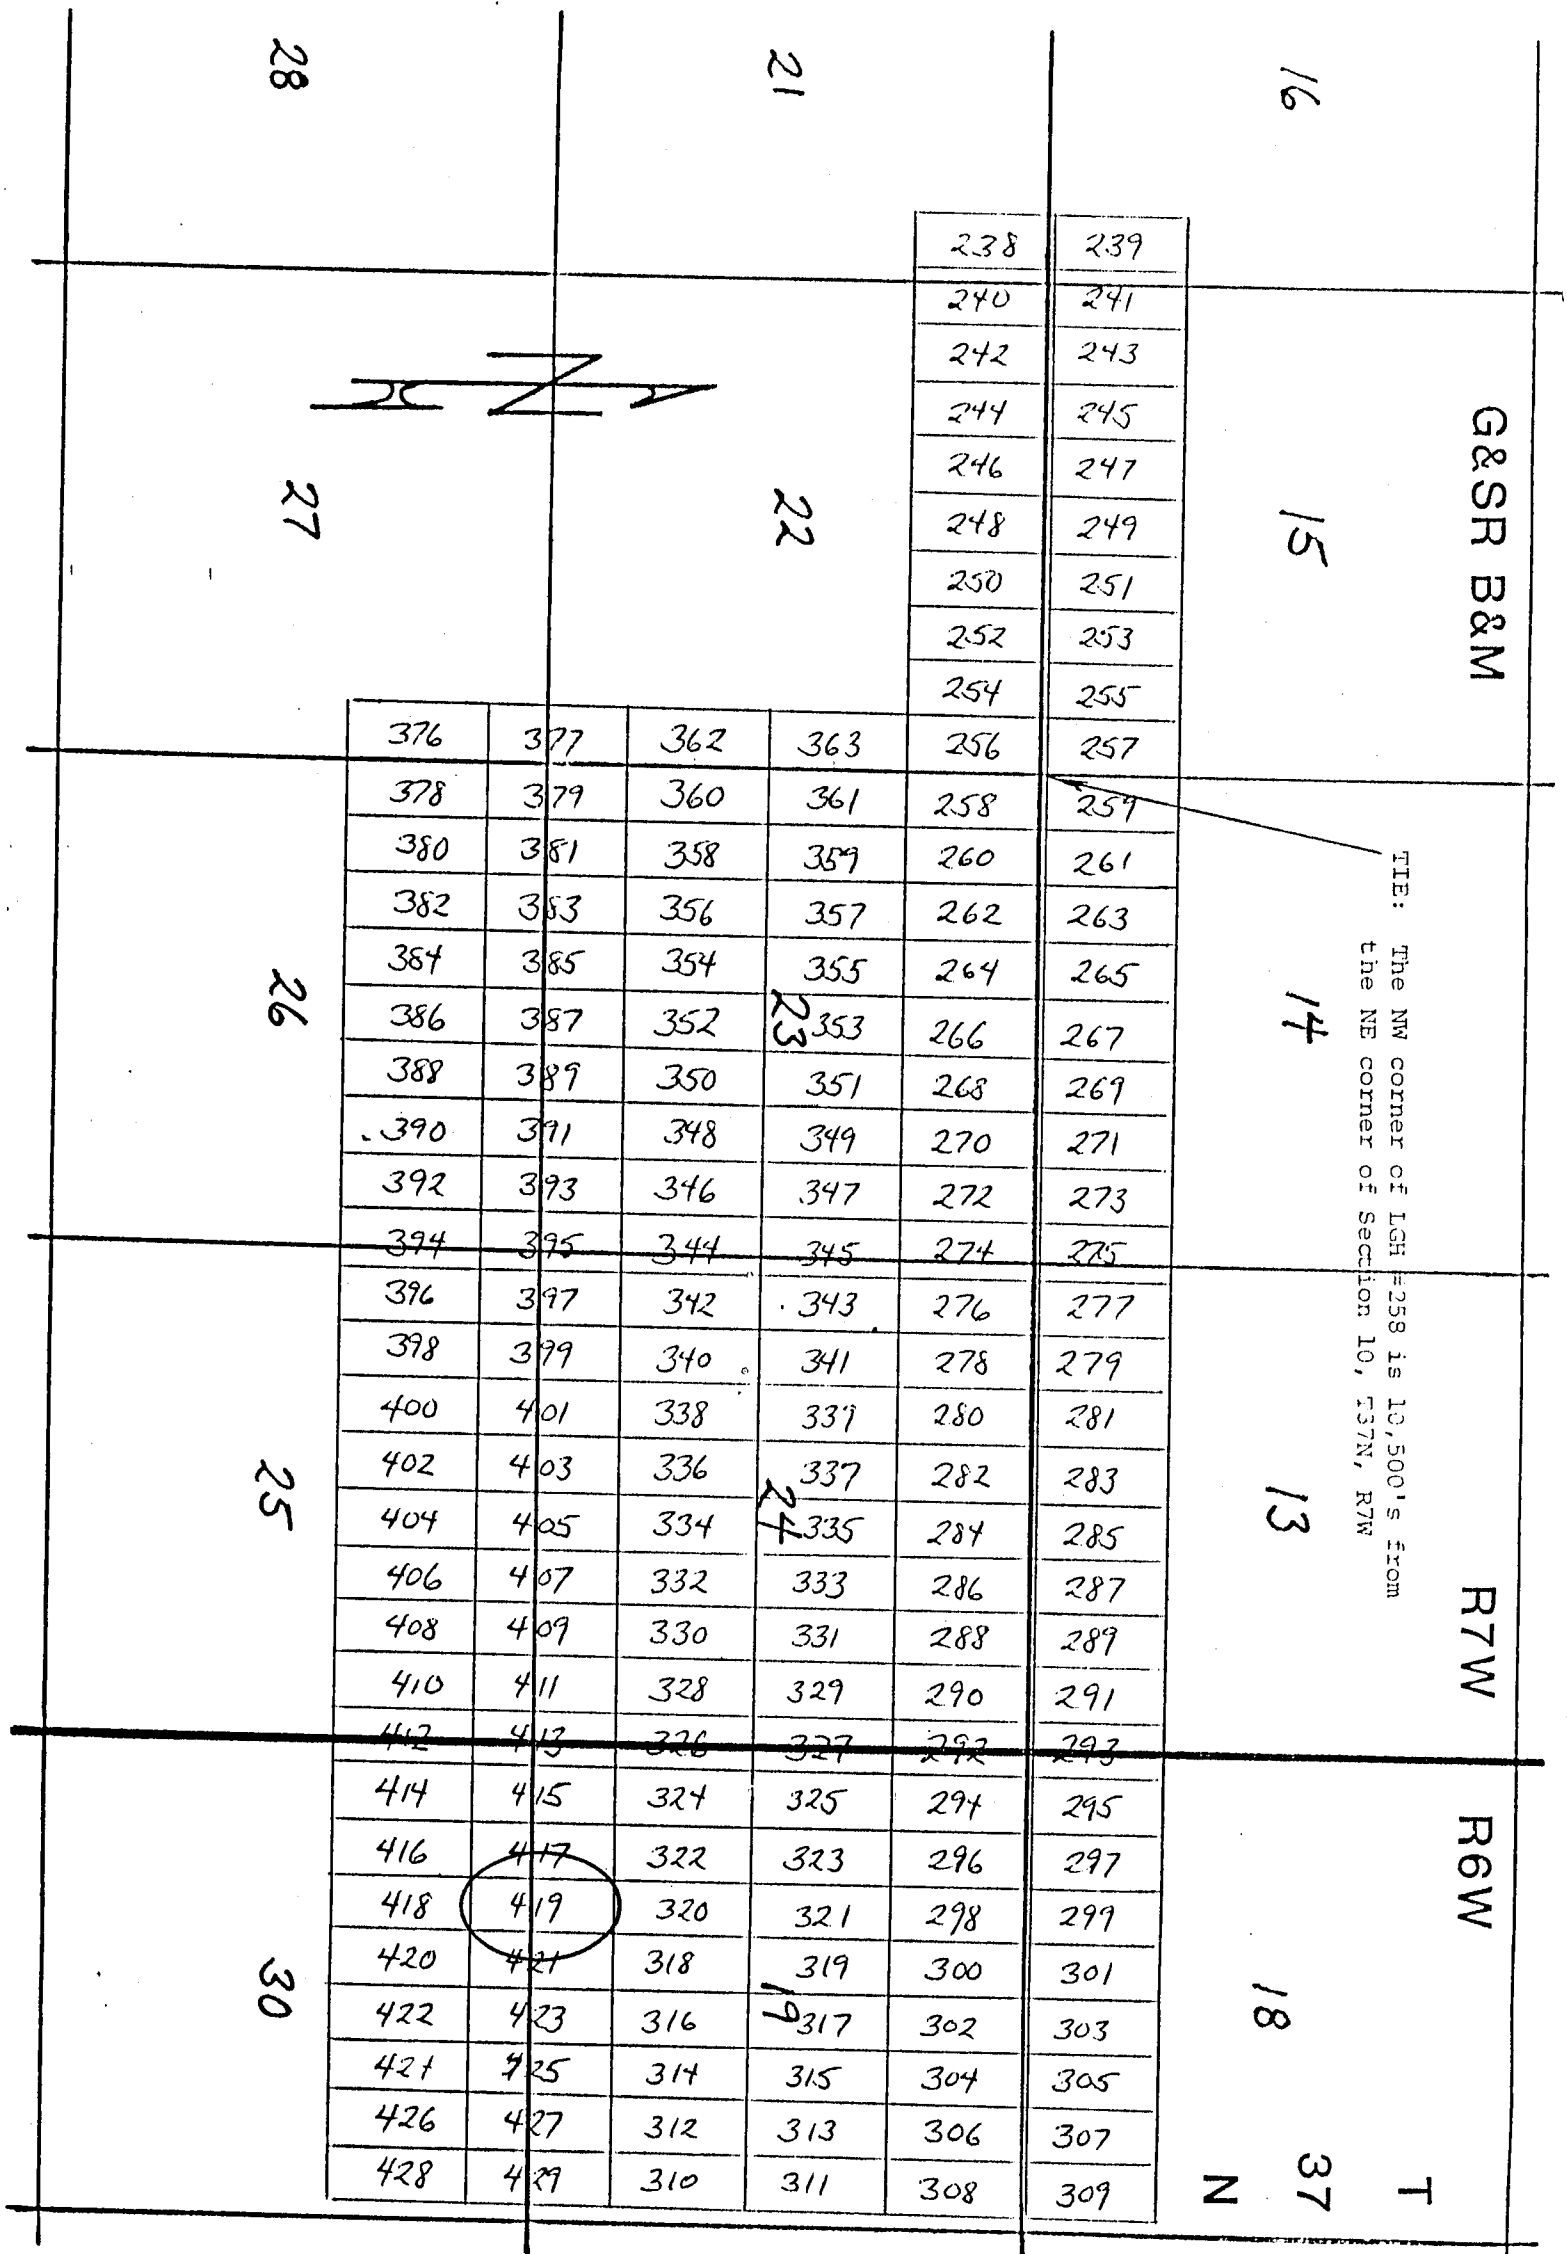 G&SR B&M
R7W
R6W
T
37
N
TIE: The NW corner of LGH #258 is 10,500's from
the NE corner of Section 10, T37N, R7W
16
15
14
13
18
21
22
23
24
19
28
27
26
25
30
N
238 239
240 241
242 243
244 245
246 247
248 249
250 251
252 253
254 255
376 377 362 363 256 257
378 379 360 361 258 259
380 381 358 359 260 261
382 383 356 357 262 263
384 385 354 355 264 265
386 387 352 353 266 267
388 389 350 351 268 269
390 391 348 349 270 271
392 393 346 347 272 273
394 395 344 345 274 275
396 397 342 343 276 277
398 399 340 341 278 279
400 401 338 339 280 281
402 403 336 337 282 283
404 405 334 335 284 285
406 407 332 333 286 287
408 409 330 331 288 289
410 411 328 329 290 291
412 413 326 327 292 293
414 415 324 325 294 295
416 417 322 323 296 297
418 419 320 321 298 299
420 421 318 319 300 301
422 423 316 317 302 303
424 425 314 315 304 305
426 427 312 313 306 307
428 429 310 311 308 309